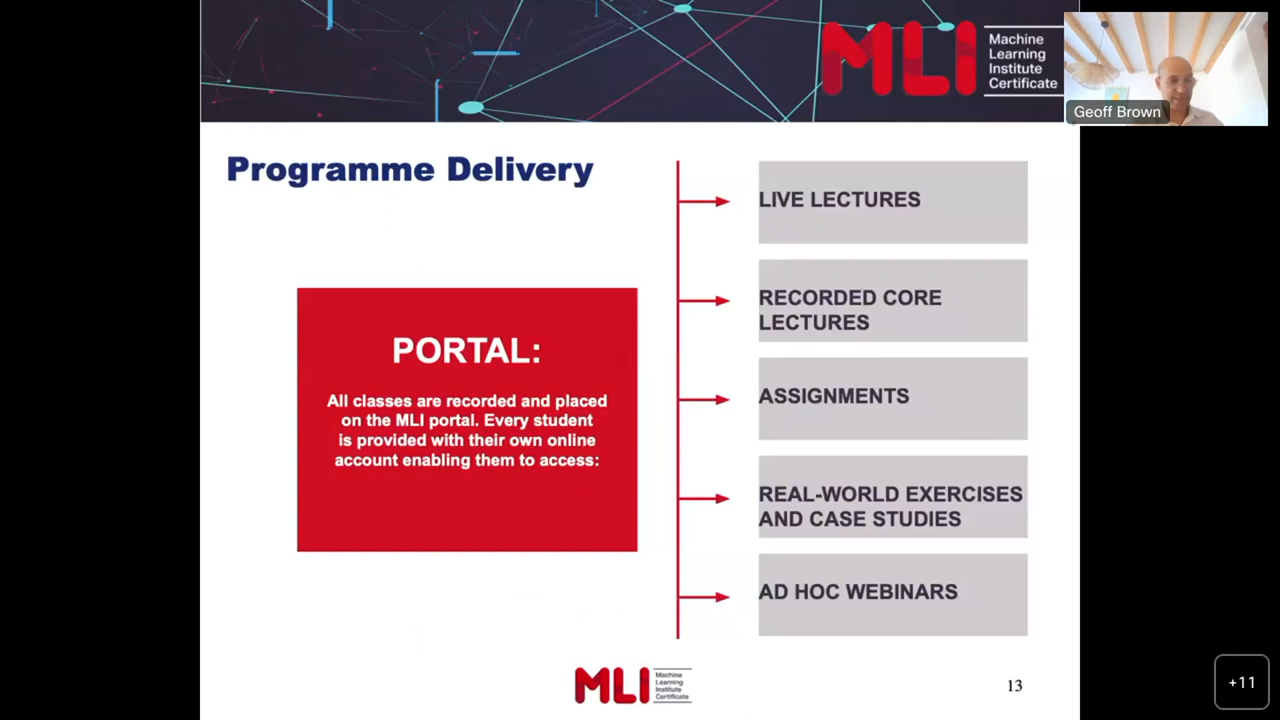 MLI
Machine
Learning
Institute
Certificate
Geoff Brown
Programme Delivery
PORTAL:
All classes are recorded and placed
on the MLI portal. Every student
is provided with their own online
account enabling them to access:
LIVE LECTURES
RECORDED CORE
LECTURES
ASSIGNMENTS
REAL-WORLD EXERCISES
AND CASE STUDIES
AD HOC WEBINARS
MLI
Machine
Learning
Institute
Certificate
13
+11